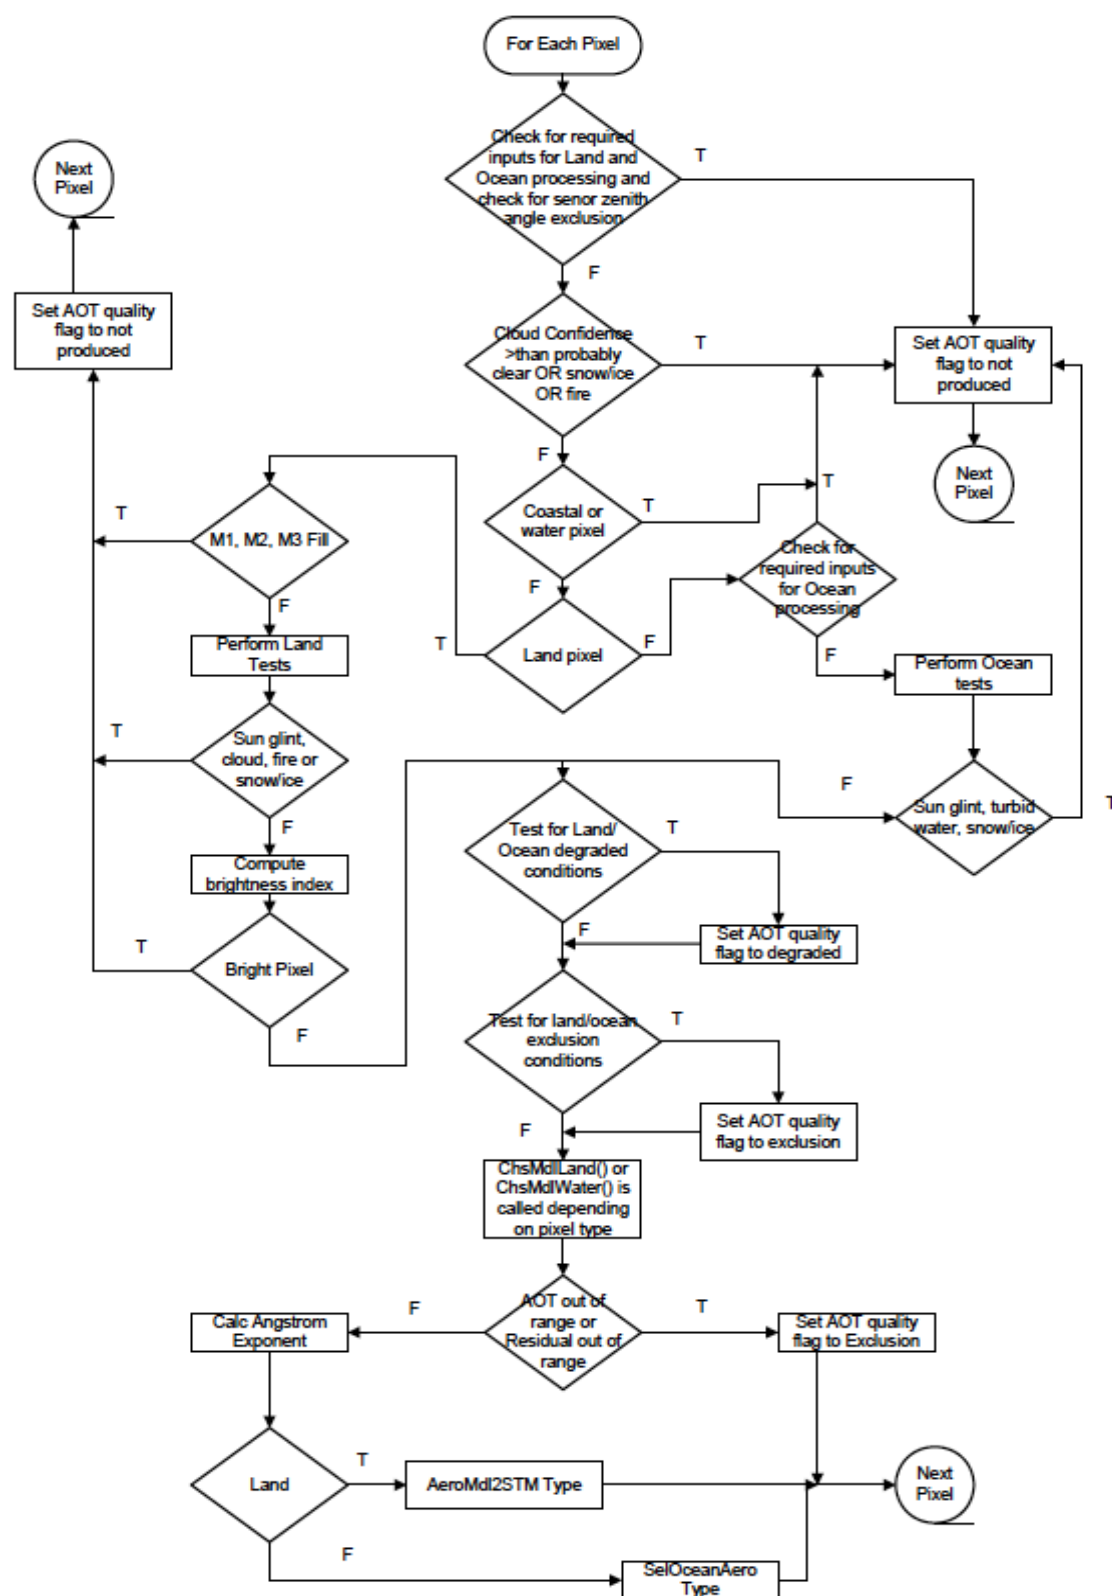 For Each Pixel
Check for required
inputs for Land and
Ocean processing and
check for senor zenith
angle exclusion
T
F
Next
Pixel
Set AOT quality
flag to not
produced
Cloud Confidence
>than probably
clear OR snow/ice
OR fire
T
F
Set AOT quality
flag to not
produced
Next
Pixel
Coastal or
water pixel
T
F
T
M1, M2, M3 Fill
T
F
Check for
required inputs
for Ocean
processing
F
Land pixel
T
F
Perform Land
Tests
Perform Ocean
tests
Sun glint,
cloud, fire or
snow/ice
T
F
Sun glint, turbid
water, snow/ice
F
T
Test for Land/
Ocean degraded
conditions
T
F
Compute
brightness index
Set AOT quality
flag to degraded
Bright Pixel
T
F
Test for land/ocean
exclusion
conditions
T
F
Set AOT quality
flag to exclusion
ChsMdlLand() or
ChsMdlWater() is
called depending
on pixel type
AOT out of
range or
Residual out of
range
F
T
Calc Angstrom
Exponent
Set AOT quality
flag to Exclusion
Land
T
F
AeroMdl2STM Type
Next
Pixel
SelOceanAero
Type